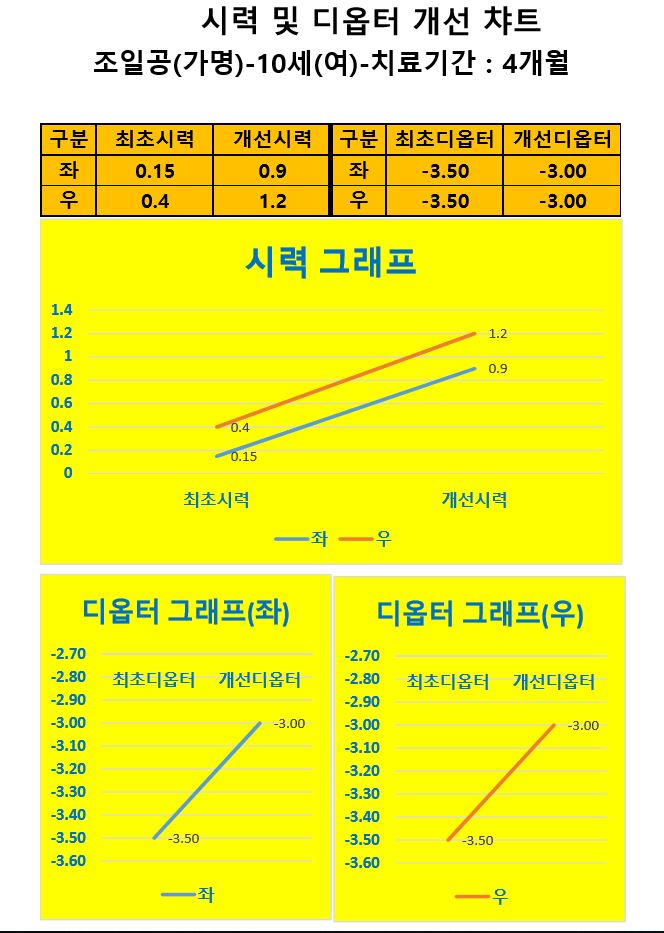 시력 및 디옵터 개선 챠트
조일공(가명)-10세(여)-치료기간 : 4개월
구분 최초시력 개선시력 구분 최초디옵터 개선디옵터
좌 0.15 0.9 좌 -3.50 -3.00
우 0.4 1.2 우 -3.50 -3.00
시력 그래프
1.4
1.2
1
0.8
0.6
0.4
0.2
0
1.2
0.9
0.4
0.15
최초시력 개선시력
좌 우
디옵터 그래프(좌)
-2.70
-2.80
-2.90
-3.00
-3.10
-3.20
-3.30
-3.40
-3.50
-3.60
최초디옵터 개선디옵터
-3.00
-3.50
좌
디옵터 그래프(우)
-2.70
-2.80
-2.90
-3.00
-3.10
-3.20
-3.30
-3.40
-3.50
-3.60
최초디옵터 개선디옵터
-3.00
-3.50
우